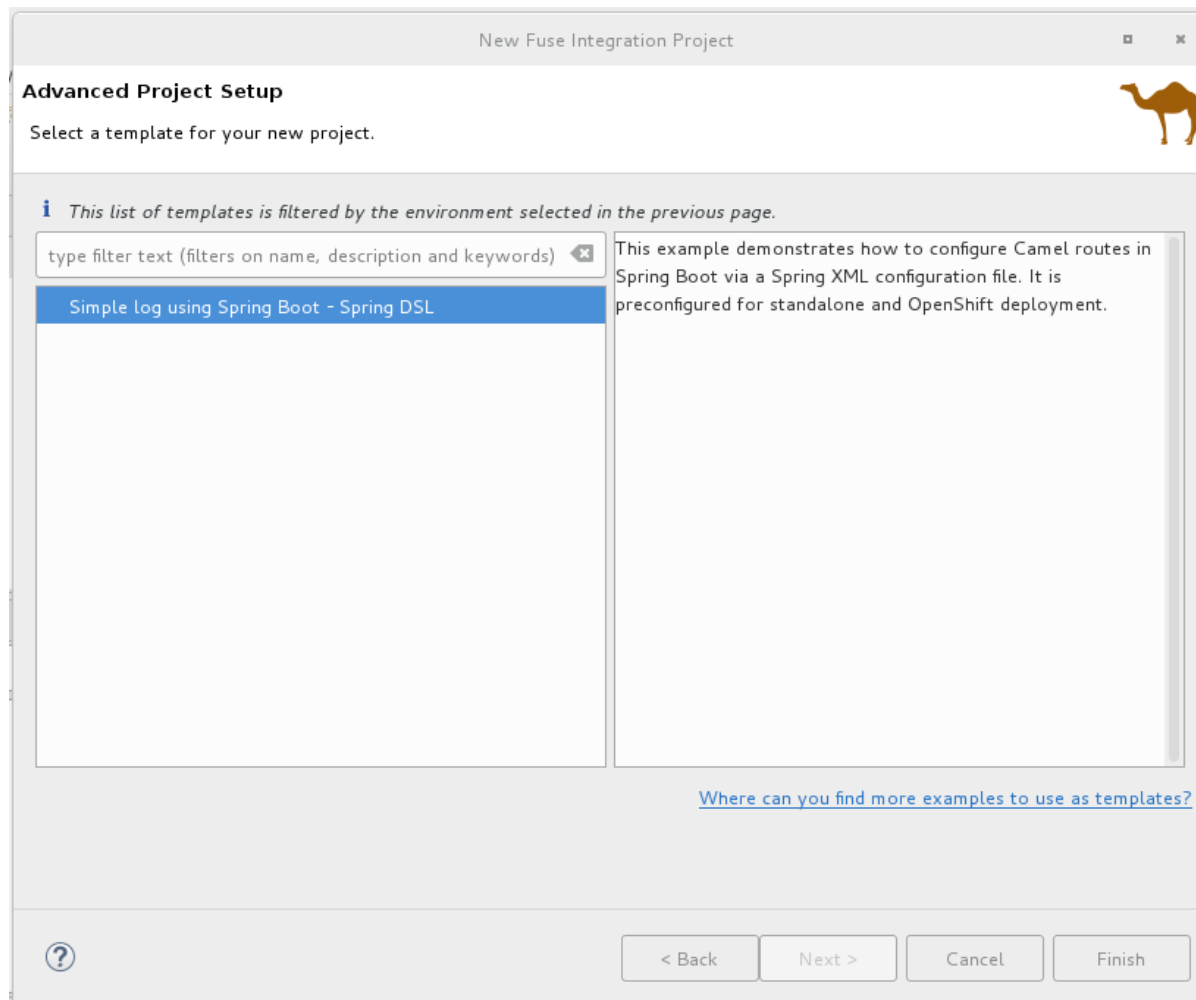 New Fuse Integration Project
Advanced Project Setup
Select a template for your new project.
i This list of templates is filtered by the environment selected in the previous page.
type filter text (filters on name, description and keywords)
Simple log using Spring Boot - Spring DSL
This example demonstrates how to configure Camel routes in
Spring Boot via a Spring XML configuration file. It is
preconfigured for standalone and OpenShift deployment.
Where can you find more examples to use as templates?
?
< Back
Next >
Cancel
Finish